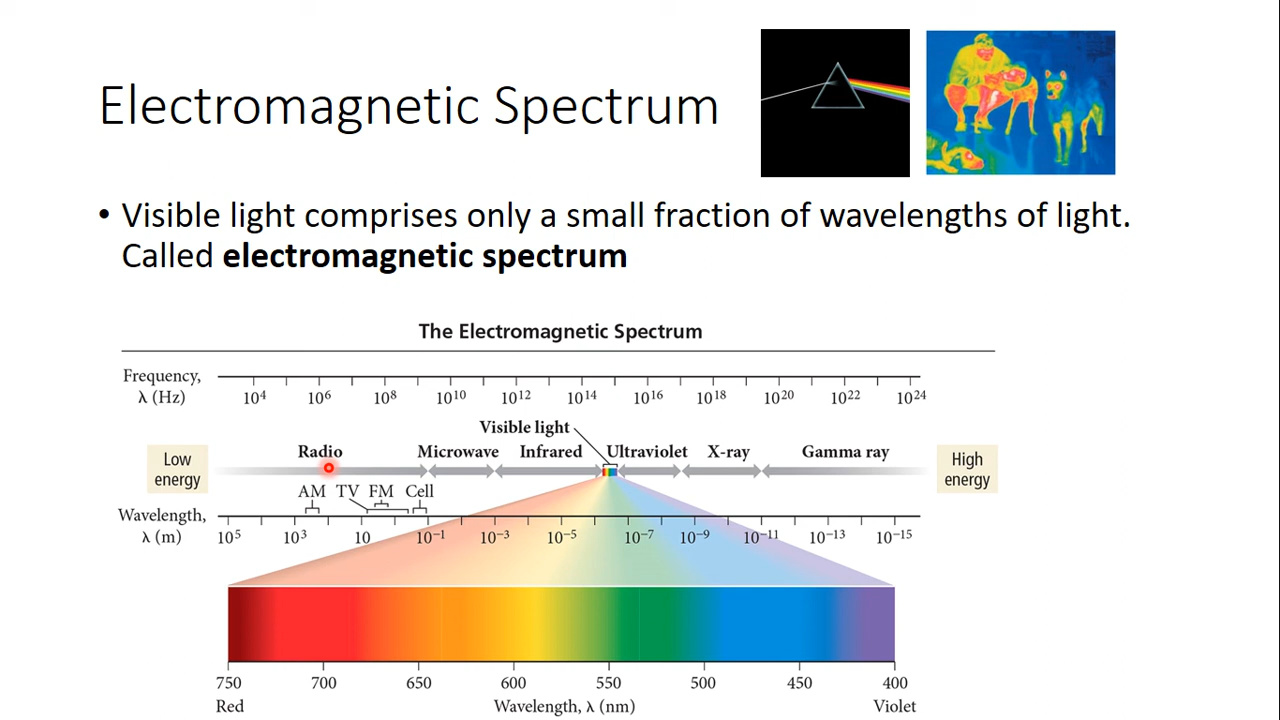 Electromagnetic Spectrum
• Visible light comprises only a small fraction of wavelengths of light.
Called electromagnetic spectrum
The Electromagnetic Spectrum
Frequency,
λ (Hz)
10⁴ 10⁶ 10⁸ 10¹⁰ 10¹² 10¹⁴ 10¹⁶ 10¹⁸ 10²⁰ 10²² 10²⁴
Visible light
Low
energy
Radio Microwave Infrared Ultraviolet X-ray Gamma ray
High
energy
AM TV FM Cell
Wavelength,
λ (m)
10⁵ 10³ 10 10⁻¹ 10⁻³ 10⁻⁵ 10⁻⁷ 10⁻⁹ 10⁻¹¹ 10⁻¹³ 10⁻¹⁵
750 700 650 600 550 500 450 400
Red Wavelength, λ (nm) Violet